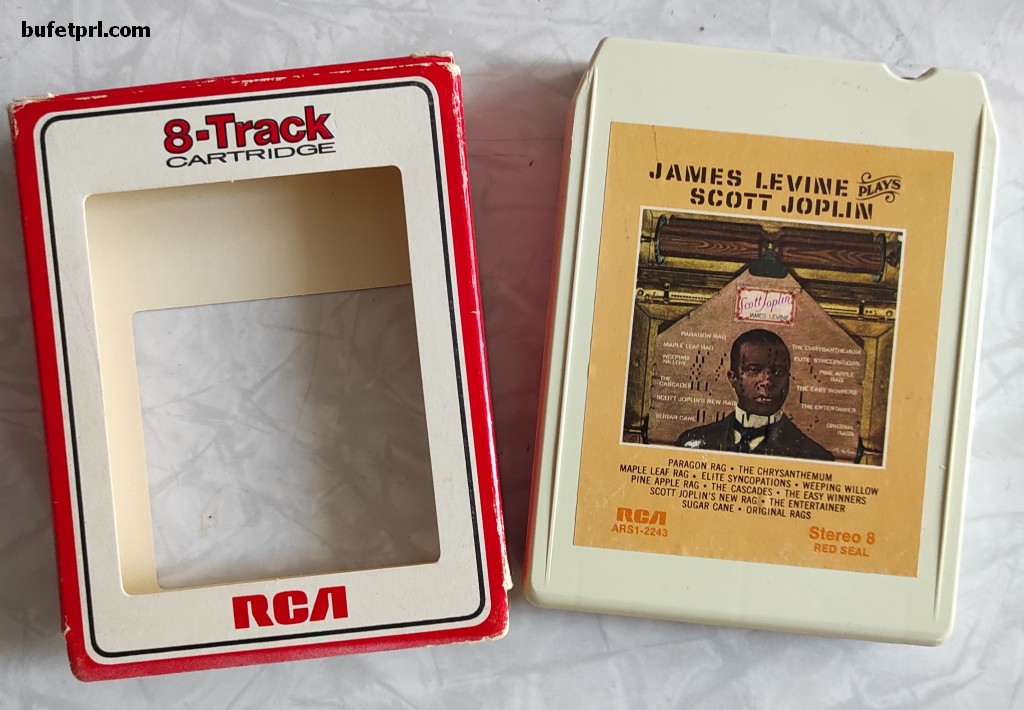 bufetprl.com
8-Track
CARTRIDGE
RCA
JAMES LEVINE PLAYS
SCOTT JOPLIN
Scott Joplin
JAMES LEVINE
PARAGON RAG
MAPLE LEAF RAG
WEEPING
WILLOW
THE
CASCADES
SCOTT JOPLIN'S NEW RAG
SUGAR CANE
THE CHRYSANTHEMUM
ELITE SYNCOPATIONS
PINE APPLE
RAG
THE EASY WINNERS
THE ENTERTAINER
ORIGINAL
RAGS
PARAGON RAG • THE CHRYSANTHEMUM
MAPLE LEAF RAG • ELITE SYNCOPATIONS • WEEPING WILLOW
PINE APPLE RAG • THE CASCADES • THE EASY WINNERS
SCOTT JOPLIN'S NEW RAG • THE ENTERTAINER
SUGAR CANE • ORIGINAL RAGS
RCA
ARS1-2243
Stereo 8
RED SEAL